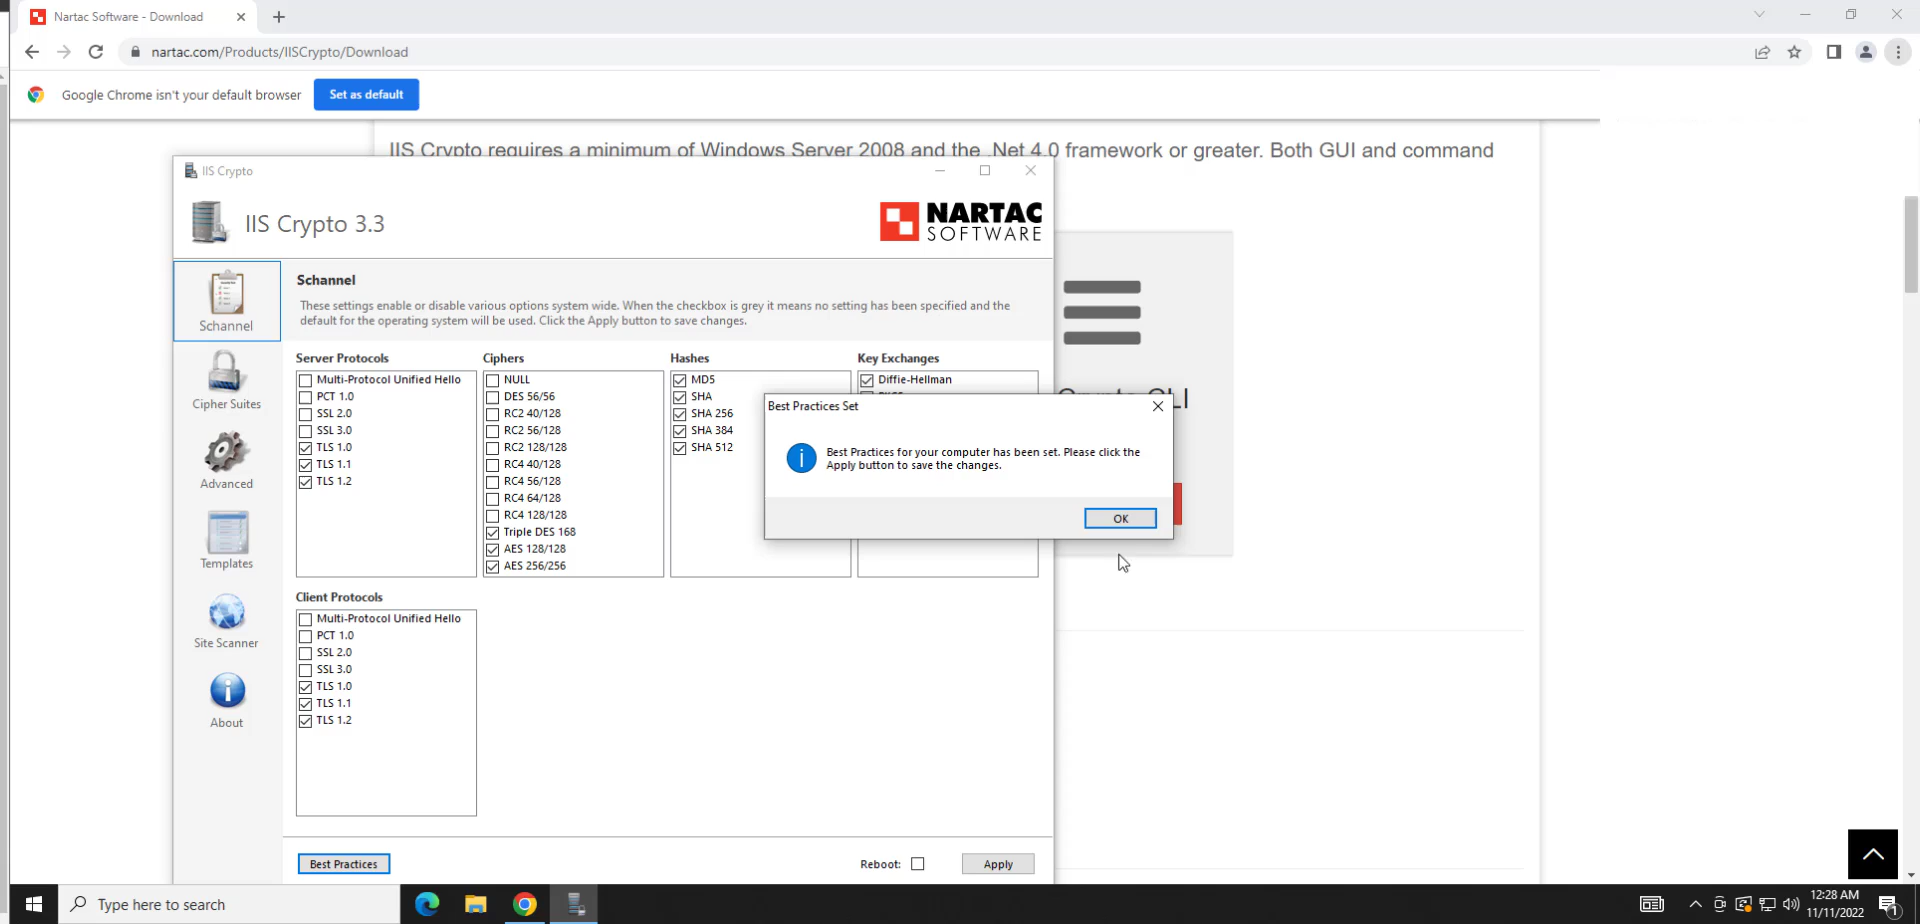 Nartac Software - Download
nartac.com/Products/IISCrypto/Download
Google Chrome isn't your default browser
Set as default
IIS Crypto requires a minimum of Windows Server 2008 and the .Net 4.0 framework or greater. Both GUI and command
IIS Crypto
IIS Crypto 3.3
NARTAC
SOFTWARE
Schannel
Cipher Suites
Advanced
Templates
Site Scanner
About
Schannel
These settings enable or disable various options system wide. When the checkbox is grey it means no setting has been specified and the
default for the operating system will be used. Click the Apply button to save changes.
Server Protocols
Multi-Protocol Unified Hello
PCT 1.0
SSL 2.0
SSL 3.0
TLS 1.0
TLS 1.1
TLS 1.2
Ciphers
NULL
DES 56/56
RC2 40/128
RC2 56/128
RC2 128/128
RC4 40/128
RC4 56/128
RC4 64/128
RC4 128/128
Triple DES 168
AES 128/128
AES 256/256
Hashes
MD5
SHA
SHA 256
SHA 384
SHA 512
Key Exchanges
Diffie-Hellman
Best Practices Set
Best Practices for your computer has been set. Please click the
Apply button to save the changes.
OK
Client Protocols
Multi-Protocol Unified Hello
PCT 1.0
SSL 2.0
SSL 3.0
TLS 1.0
TLS 1.1
TLS 1.2
Best Practices
Reboot:
Apply
Type here to search
12:28 AM
11/11/2022
1